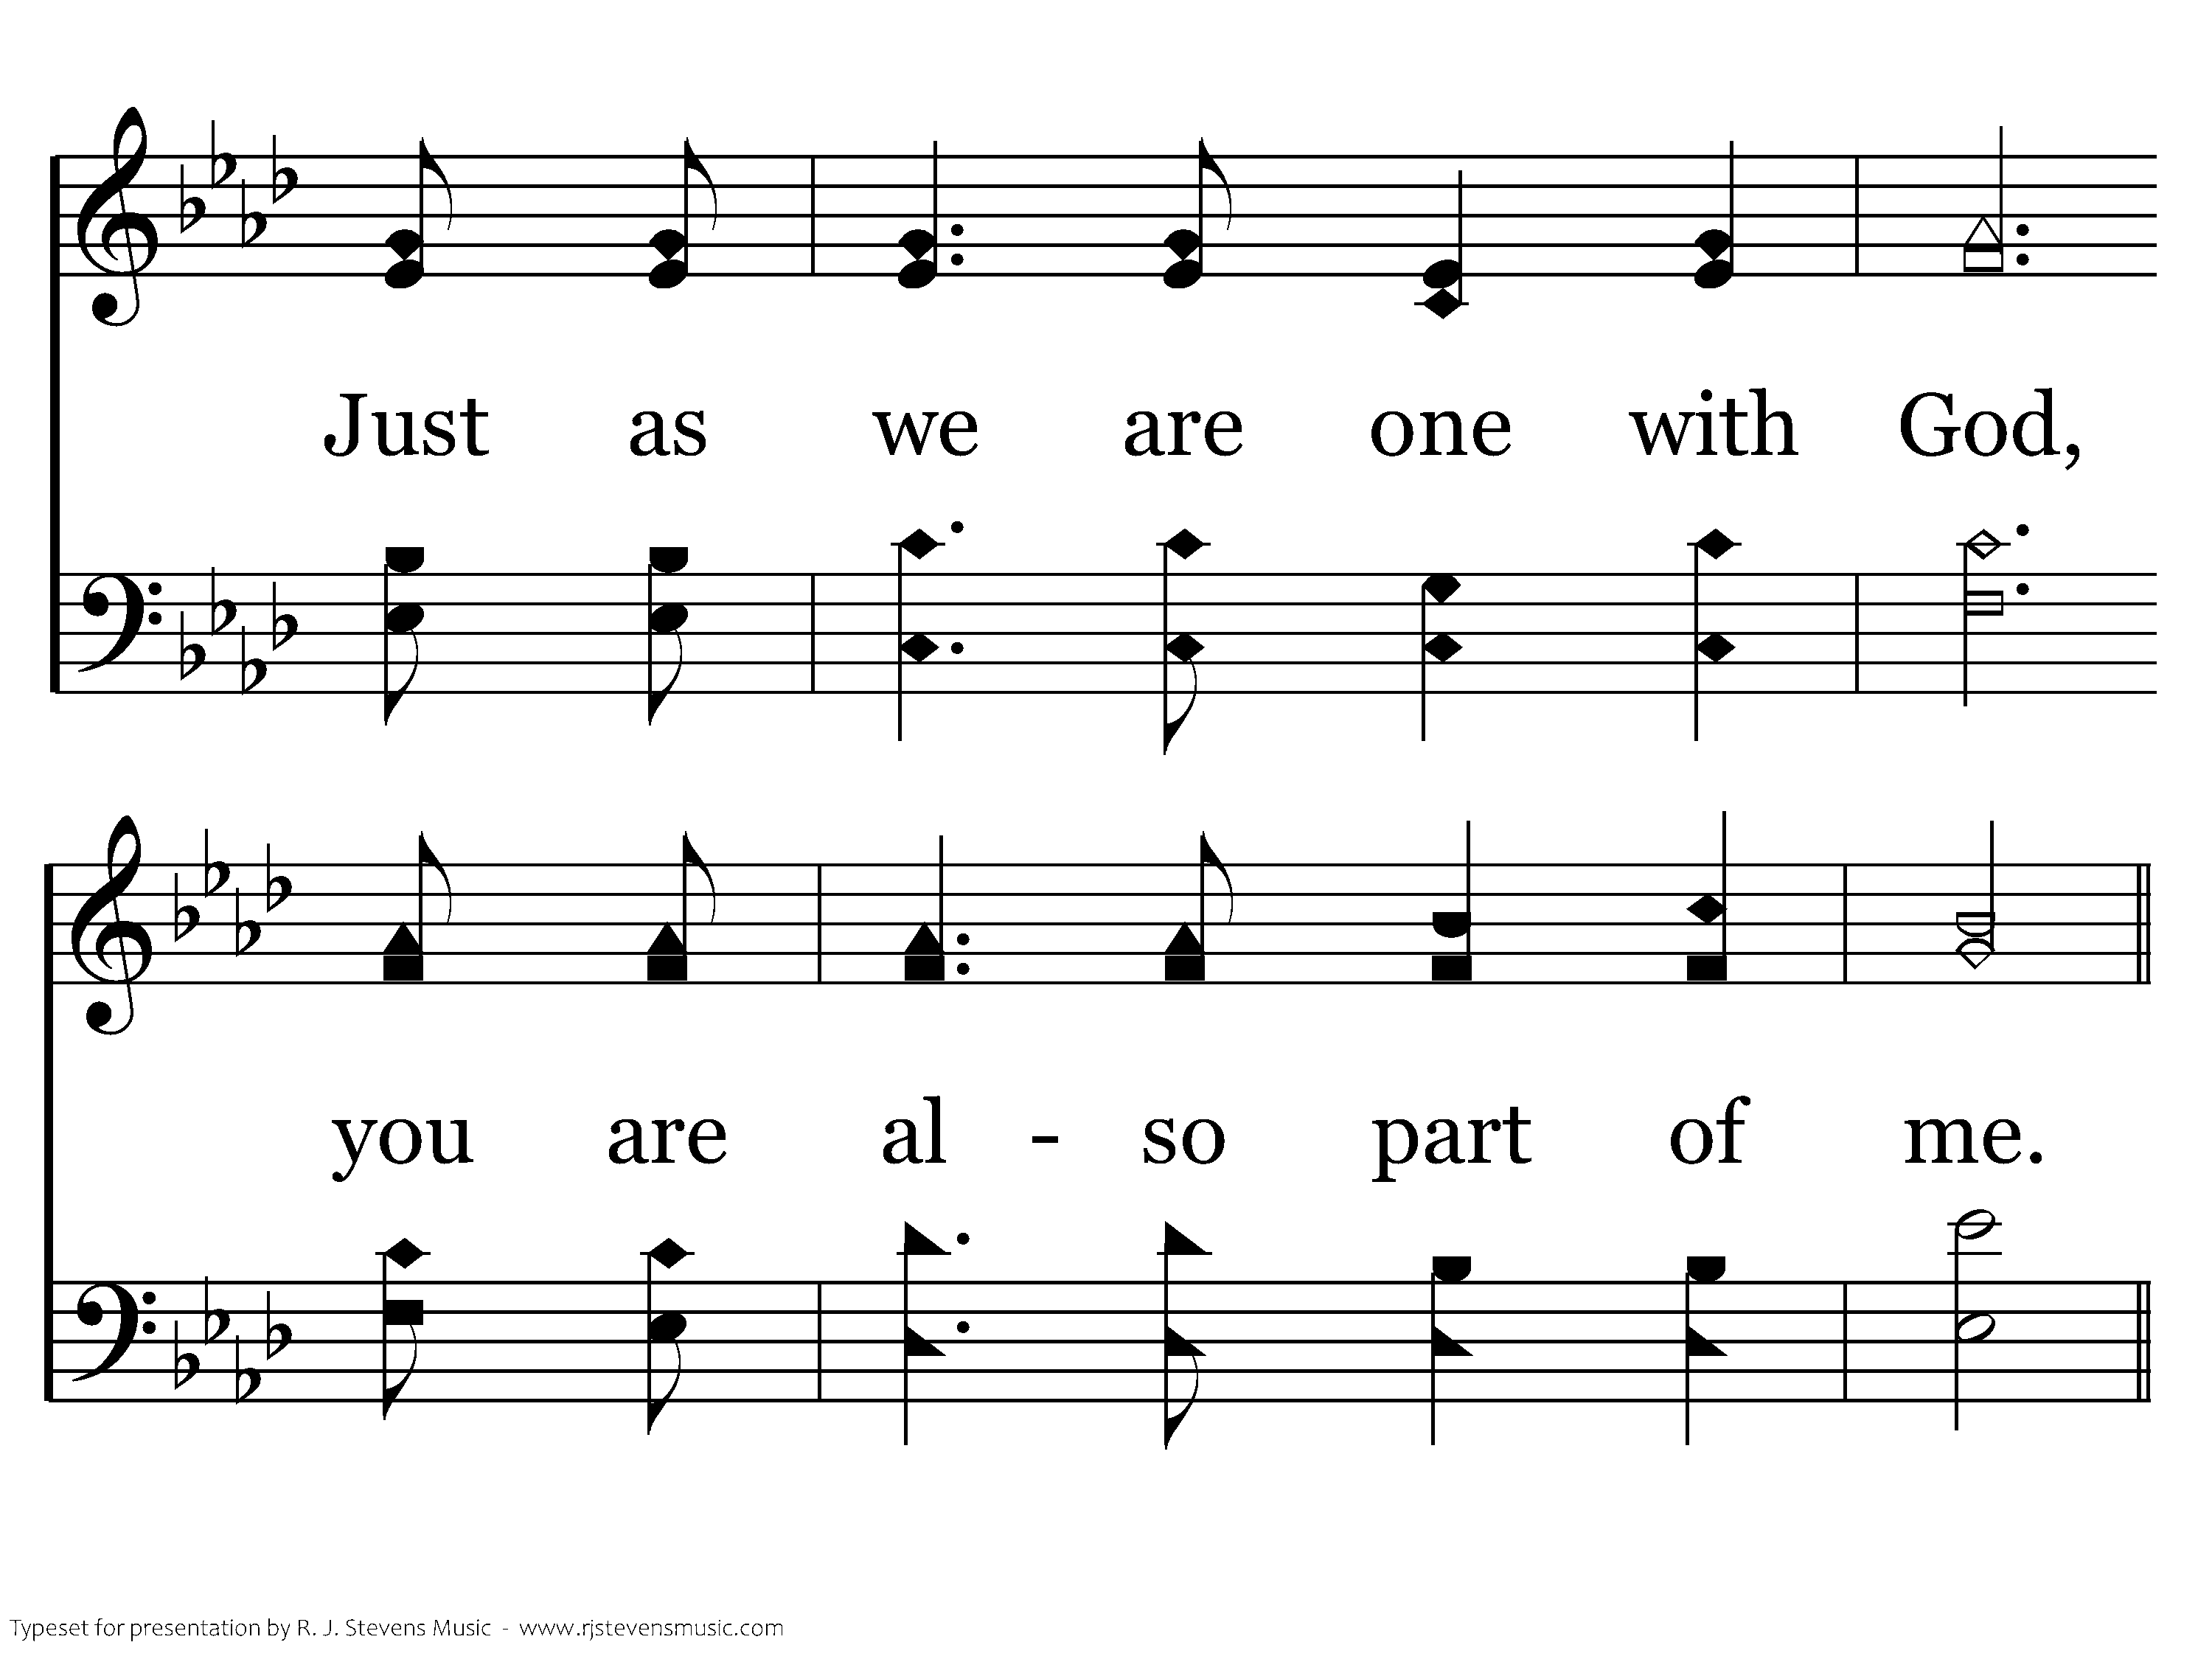 Just as we are one with God,
you are al - so part of me.
Typeset for presentation by R. J. Stevens Music - www.rjstevensmusic.com